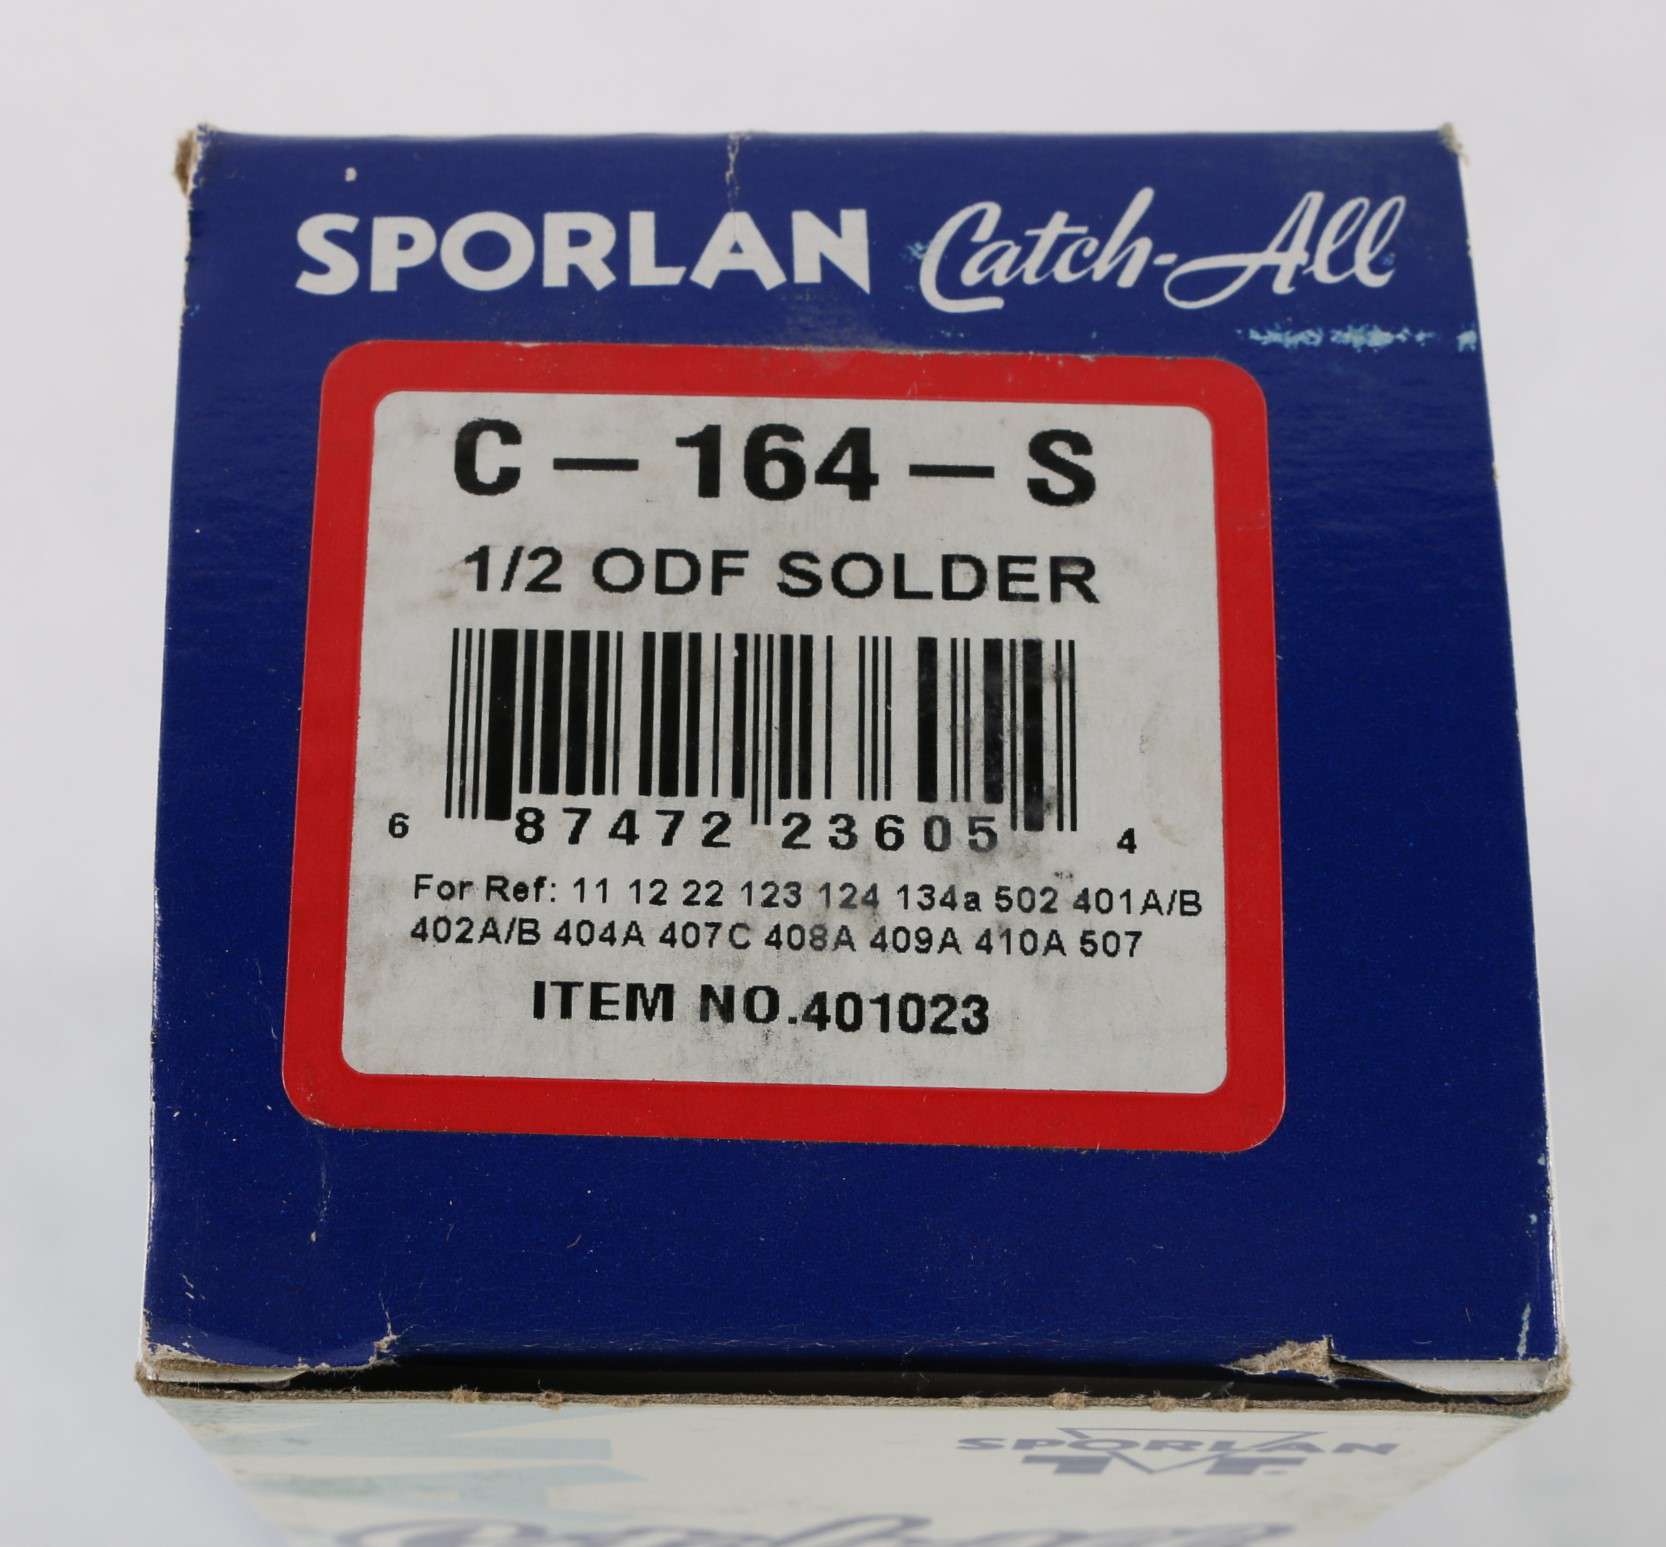 SPORLAN Catch-All
C – 164 – S
1/2 ODF SOLDER
6 87472 23605 4
For Ref: 11 12 22 123 124 134a 502 401A/B
402A/B 404A 407C 408A 409A 410A 507
ITEM NO.401023
SPORLAN